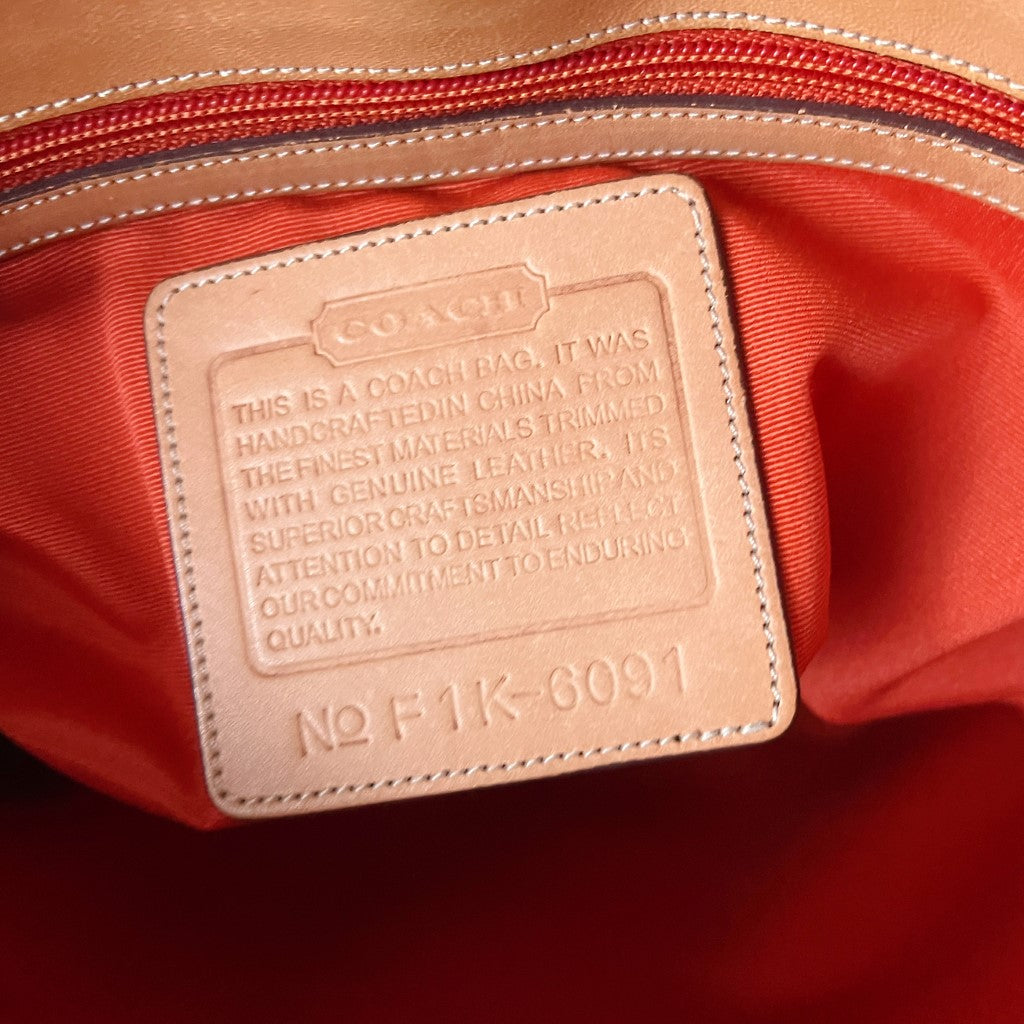 COACH
THIS IS A COACH BAG. IT WAS
HANDCRAFTEDIN CHINA FROM
THE FINEST MATERIALS TRIMMED
WITH GENUINE LEATHER. ITS
SUPERIOR CRAFTSMANSHIP AND
ATTENTION TO DETAIL REFLECT
OUR COMMITMENT TO ENDURING
QUALITY.
No F1K-6091